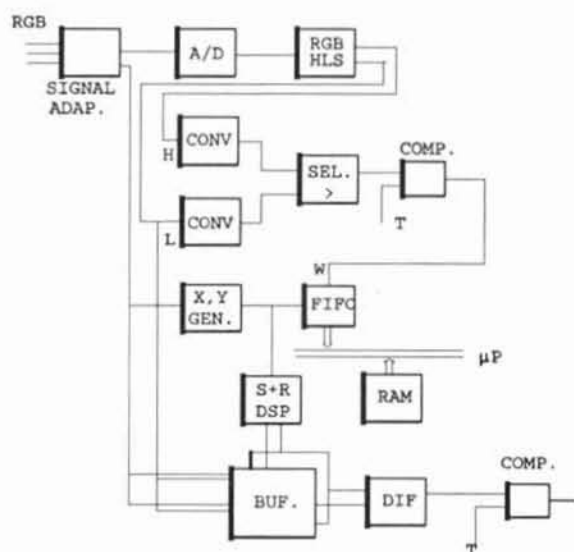 RGB
A/D
RGB
HLS
SIGNAL
ADAP.
H
CONV
SEL.
>
COMP.
T
L
CONV
W
X,Y
GEN.
FIFO
µP
S+R
DSP
RAM
BUF.
DIF
COMP.
T